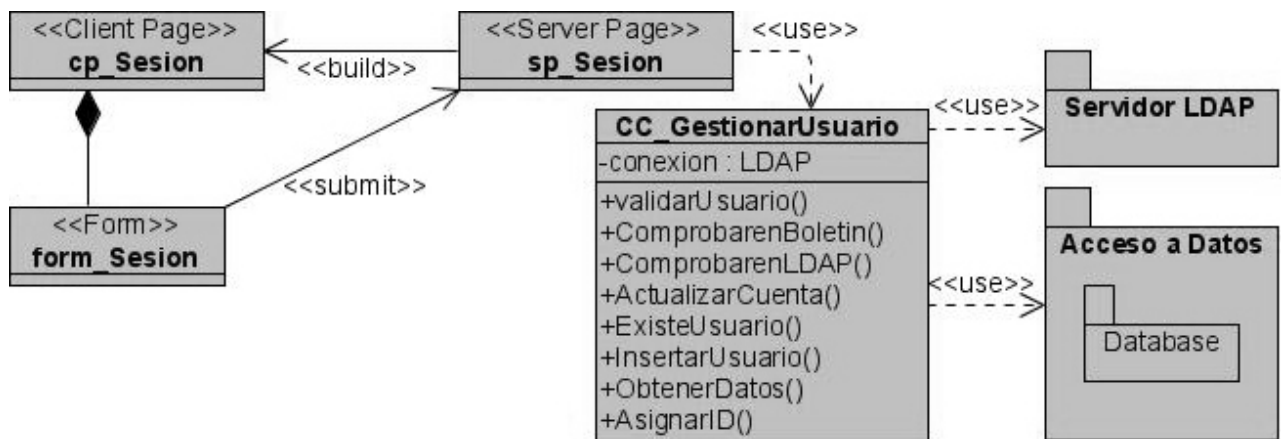 <<Client Page>>
cp_Sesion
<<build>>
<<Server Page>>
sp_Sesion
<<use>>
<<submit>>
<<Form>>
form_Sesion
CC_GestionarUsuario
-conexion : LDAP
+validarUsuario()
+ComprobarenBoletin()
+ComprobarenLDAP()
+ActualizarCuenta()
+ExisteUsuario()
+InsertarUsuario()
+ObtenerDatos()
+AsignarID()
<<use>>
Servidor LDAP
<<use>>
Acceso a Datos
Database